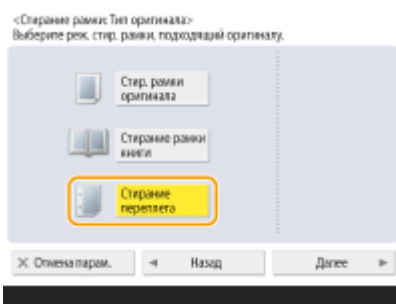 <Стирание рамки: Тип оригинала>
Выберите реж. стир. рамки, подходящий оригиналу.
Стир. рамки
оригинала
Стирание рамки
книги
Стирание
переплета
Отмена парам.
Назад
Далее